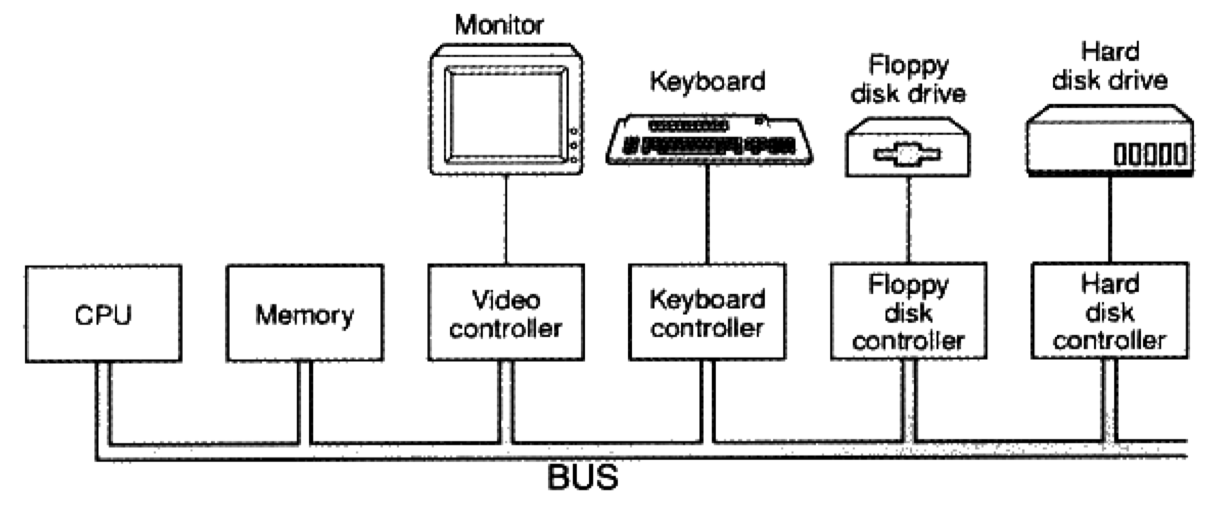 Monitor
Keyboard
Floppy
disk drive
Hard
disk drive
CPU
Memory
Video
controller
Keyboard
controller
Floppy
disk
controller
Hard
disk
controller
BUS